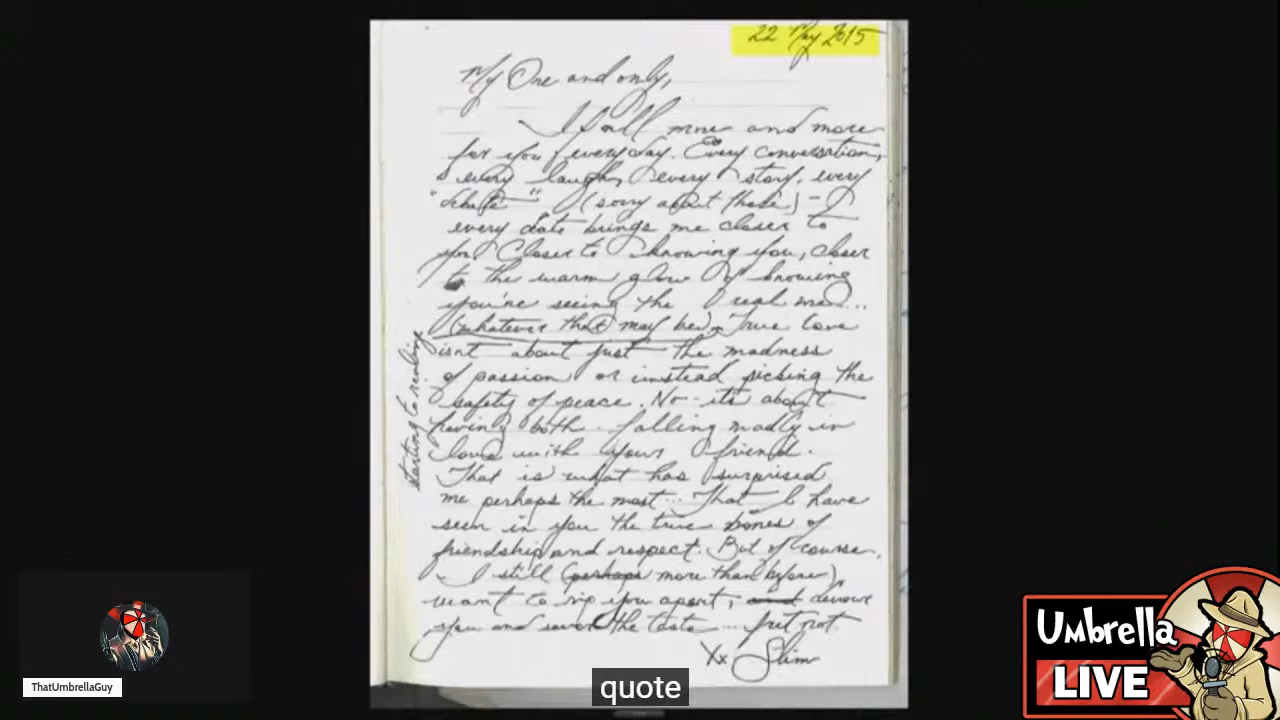 22 May 2015
My One and only,
I fall more and more
for you everyday. Every conversation,
every laugh, every story, every
"debate" (sorry about those) -
every date brings me closer to
you. Closer to knowing you, closer
to the warm glow of knowing
you're seeing the real me...
(whatever that may be). True love
isnt about just the madness
of passion or instead picking the
safety of peace. No - its about
having both. falling madly in
love with your friend.
That is what has surprised
me perhaps the most... That I have
seen in you the true bones of
friendship and respect. But of course,
I still (perhaps more than before)
want to rip you apart, and devour
you and savor the taste ... but not
Xx Slim
starting to realize
ThatUmbrellaGuy
quote
UMBRELLA
LIVE